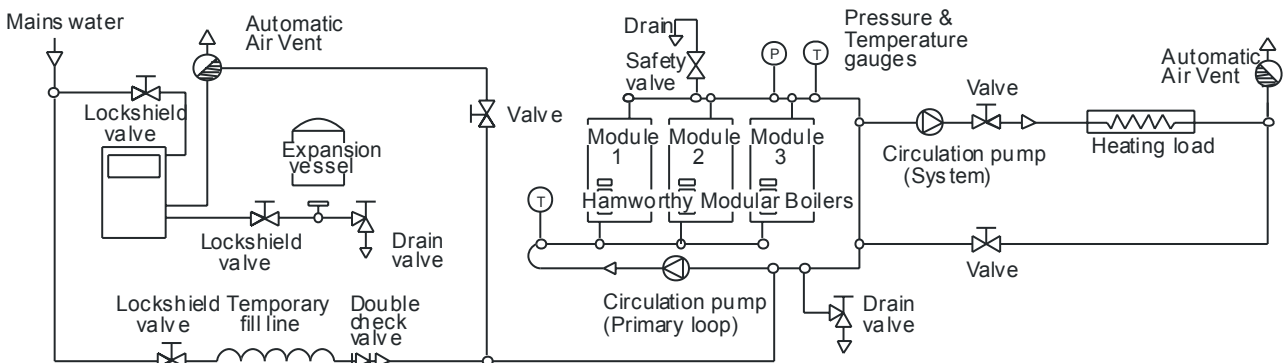 Mains water
Automatic
Air Vent
Lockshield
valve
Expansion
vessel
Lockshield
valve
Drain
valve
Valve
Lockshield
valve
Temporary
fill line
Double
check
valve
Drain
Safety
valve
P
T
Pressure &
Temperature
gauges
Module
1
Module
2
Module
3
Hamworthy Modular Boilers
T
Circulation pump
(Primary loop)
Drain
valve
Valve
Circulation pump
(System)
Heating load
Automatic
Air Vent
Valve